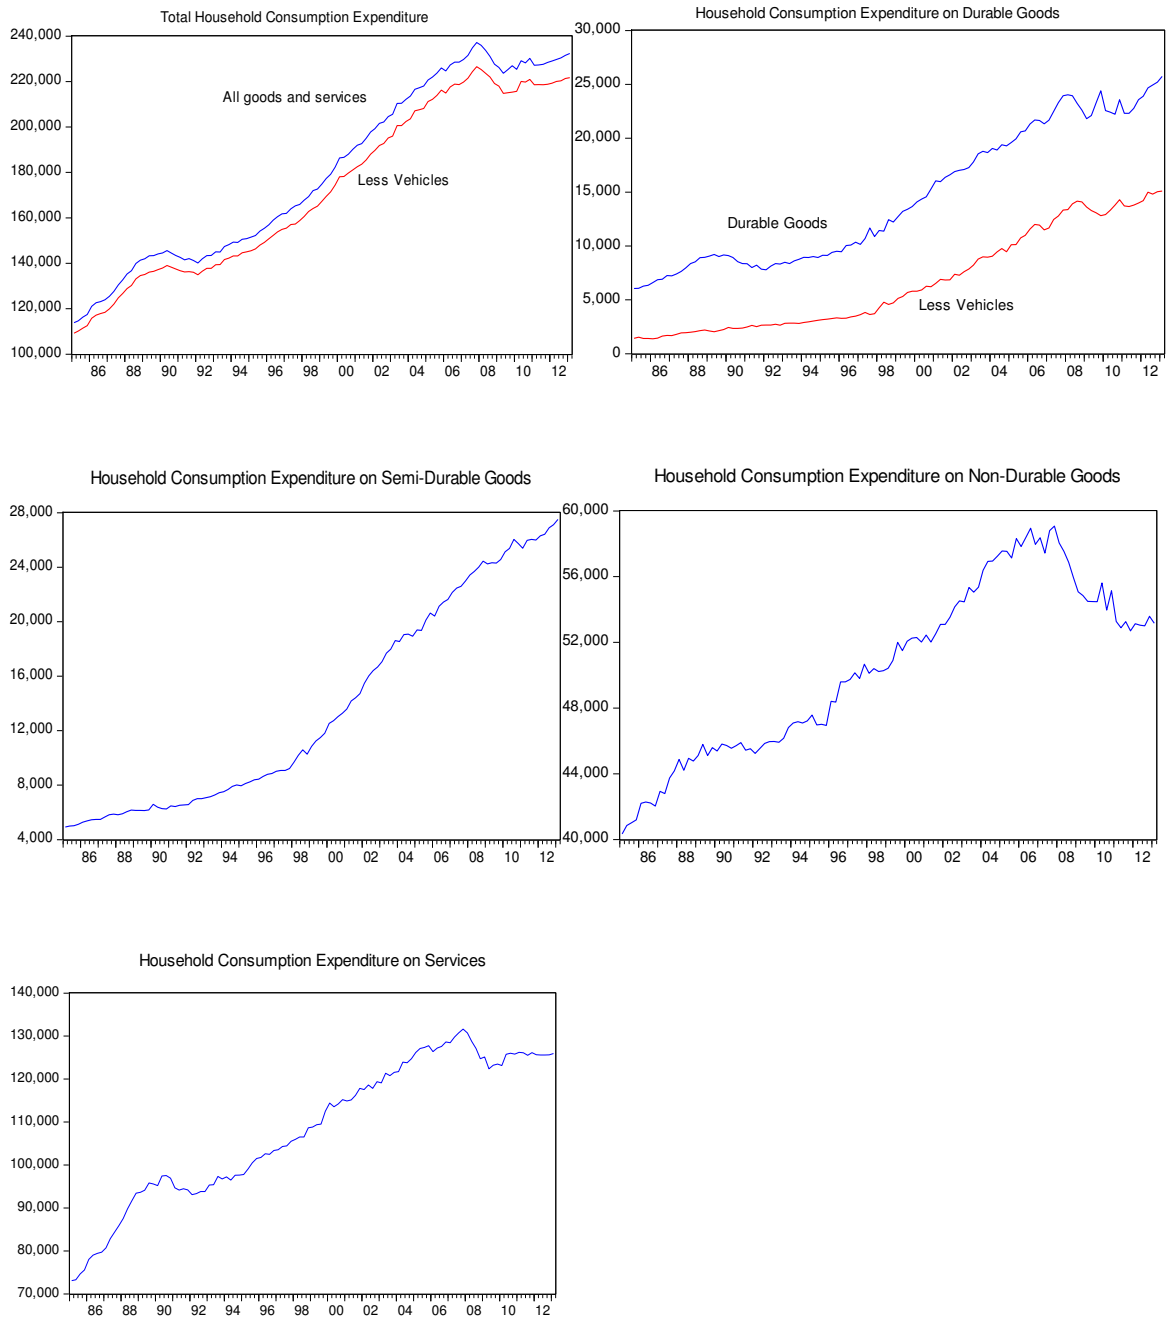 Total Household Consumption Expenditure
240,000
220,000
200,000
180,000
160,000
140,000
120,000
100,000
All goods and services
Less Vehicles
86 88 90 92 94 96 98 00 02 04 06 08 10 12
Household Consumption Expenditure on Durable Goods
30,000
25,000
20,000
15,000
10,000
5,000
0
Durable Goods
Less Vehicles
86 88 90 92 94 96 98 00 02 04 06 08 10 12
Household Consumption Expenditure on Semi-Durable Goods
28,000
24,000
20,000
16,000
12,000
8,000
4,000
86 88 90 92 94 96 98 00 02 04 06 08 10 12
Household Consumption Expenditure on Non-Durable Goods
60,000
56,000
52,000
48,000
44,000
40,000
86 88 90 92 94 96 98 00 02 04 06 08 10 12
Household Consumption Expenditure on Services
140,000
130,000
120,000
110,000
100,000
90,000
80,000
70,000
86 88 90 92 94 96 98 00 02 04 06 08 10 12